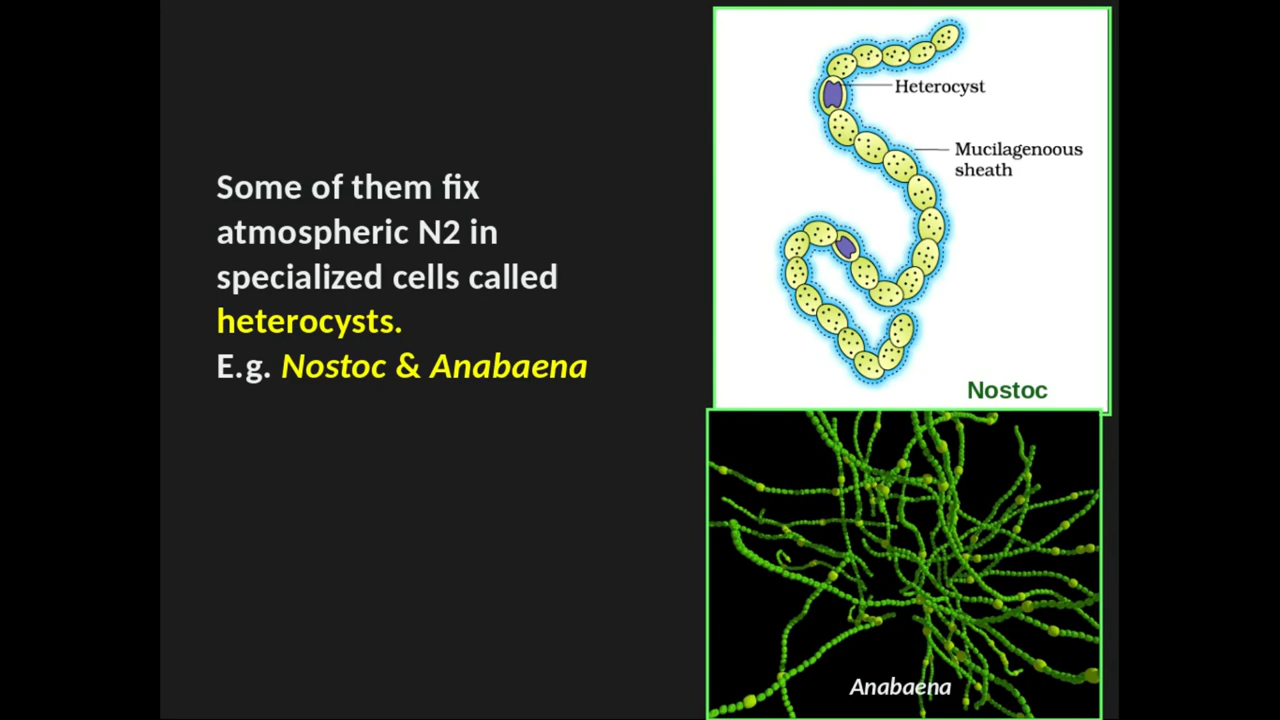 Some of them fix
atmospheric N2 in
specialized cells called
heterocysts.
E.g. Nostoc & Anabaena
Heterocyst
Mucilagenoous
sheath
Nostoc
Anabaena